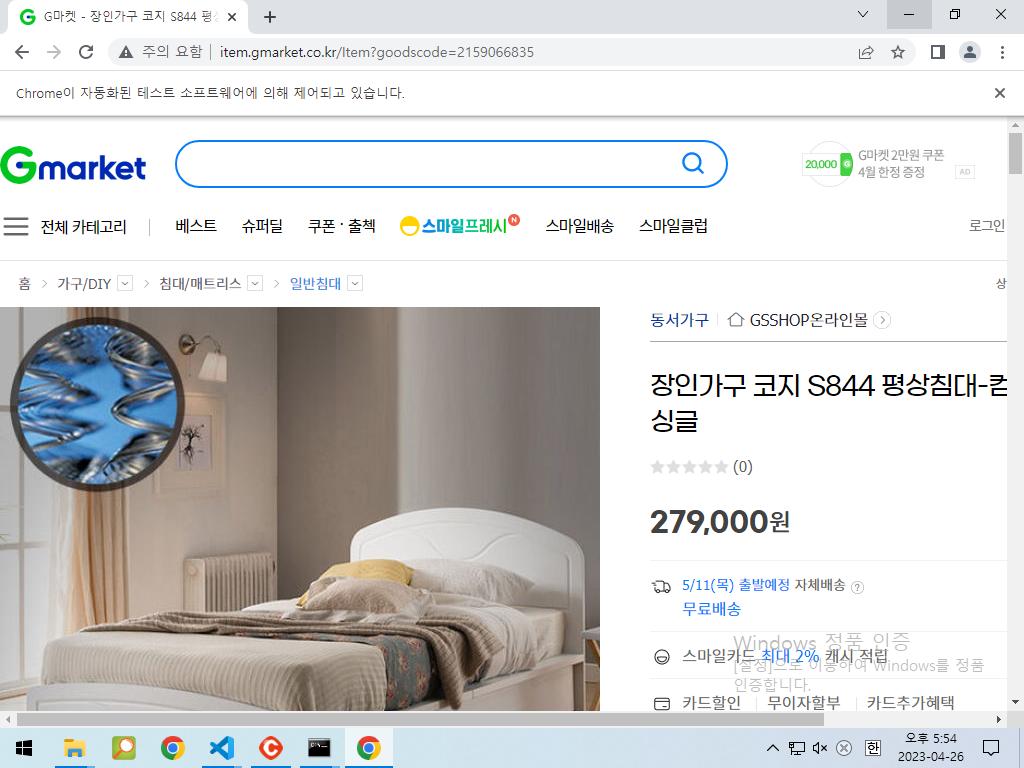 G마켓 - 장인가구 코지 S844 평상
주의 요함
item.gmarket.co.kr/Item?goodscode=2159066835
Chrome이 자동화된 테스트 소프트웨어에 의해 제어되고 있습니다.
Gmarket
20,000
G마켓 2만원 쿠폰
4월 한정 증정
AD
전체 카테고리
베스트
슈퍼딜
쿠폰 · 출첵
스마일프레시
N
스마일배송
스마일클럽
로그인
홈
가구/DIY
침대/매트리스
일반침대
상
동서가구
GSSHOP온라인몰
장인가구 코지 S844 평상침대-컴
싱글
(0)
279,000원
5/11(목) 출발예정 자체배송 ?
무료배송
스마일카드 최대 2% 캐시 적립
Windows 정품 인증
[설정]으로 이동하여 Windows를 정품
인증합니다.
카드할인
무이자할부
카드추가혜택
한
오후 5:54
2023-04-26